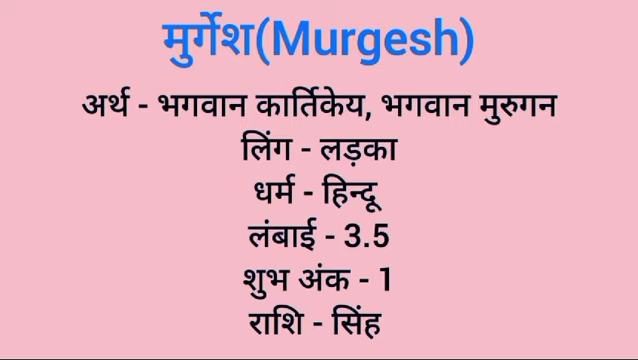 मुर्गेश(Murgesh)
अर्थ - भगवान कार्तिकेय, भगवान मुरुगन
लिंग - लड़का
धर्म - हिन्दू
लंबाई - 3.5
शुभ अंक - 1
राशि - सिंह